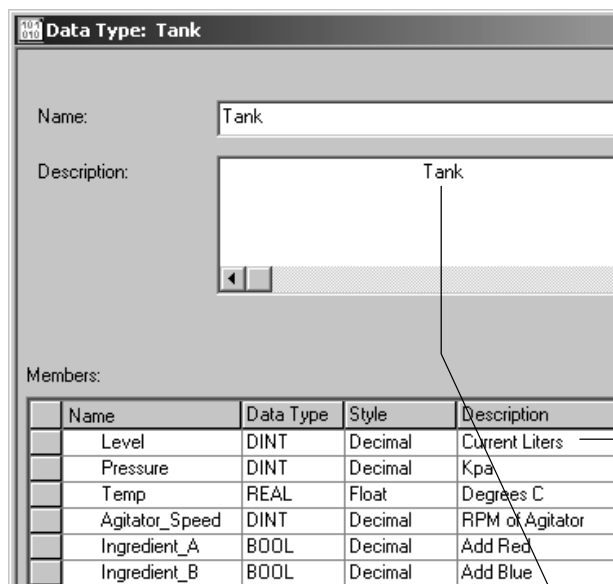 Data Type: Tank
Name: Tank
Description: Tank
Members:
Name Data Type Style Description
Level DINT Decimal Current Liters
Pressure DINT Decimal Kpa
Temp REAL Float Degrees C
Agitator_Speed DINT Decimal RPM of Agitator
Ingredient_A BOOL Decimal Add Red
Ingredient_B BOOL Decimal Add Blue